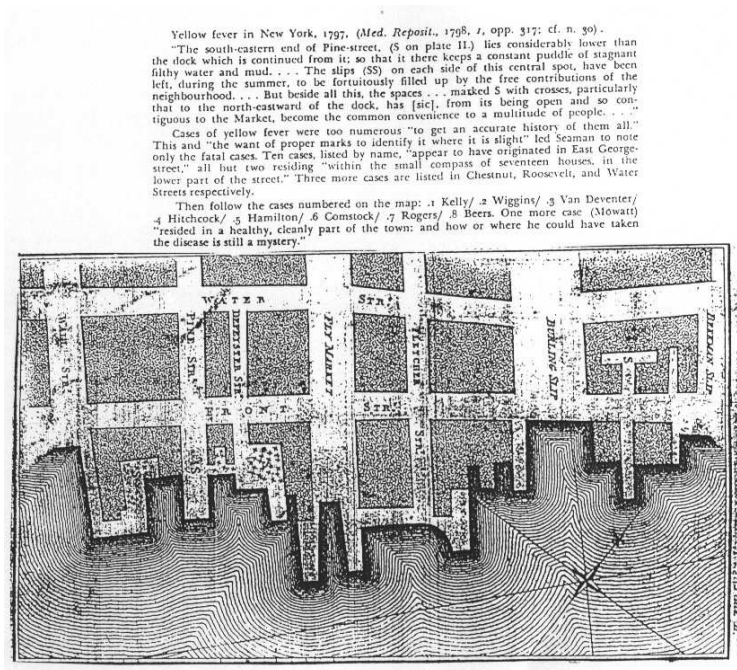 Yellow fever in New York, 1797, (Med. Reposit., 1798, 1, opp. 317; cf. n. 30).
"The south-eastern end of Pine-street, (S on plate II.) lies considerably lower than
the dock which is continued from it; so that it there keeps a constant puddle of stagnant
filthy water and mud. . . . The slips (SS) on each side of this central spot, have been
left, during the summer, to be fortuitously filled up by the free contributions of the
neighbourhood. . . . But beside all this, the spaces . . . marked S with crosses, particularly
that to the north-eastward of the dock, has [sic], from its being open and so con-
tiguous to the Market, become the common convenience to a multitude of people. . . ."
Cases of yellow fever were too numerous "to get an accurate history of them all."
This and "the want of proper marks to identify it where it is slight" led Seaman to note
only the fatal cases. Ten cases, listed by name, "appear to have originated in East George-
street," all but two residing "within the small compass of seventeen houses, in the
lower part of the street." Three more cases are listed in Chestnut, Roosevelt, and Water
Streets respectively.
Then follow the cases numbered on the map: .1 Kelly/ .2 Wiggins/ .3 Van Deventer/
.4 Hitchcock/ .5 Hamilton/ .6 Comstock/ .7 Rogers/ .8 Beers. One more case (Mowatt)
"resided in a healthy, cleanly part of the town: and how or where he could have taken
the disease is still a mystery."
WATER STR.
PINE STR.
DEPEYSTER STR.
FLY MARKET
FLETCHER STR.
BURLING SLIP
BEEKMAN SLIP
FRONT STR.
S
S